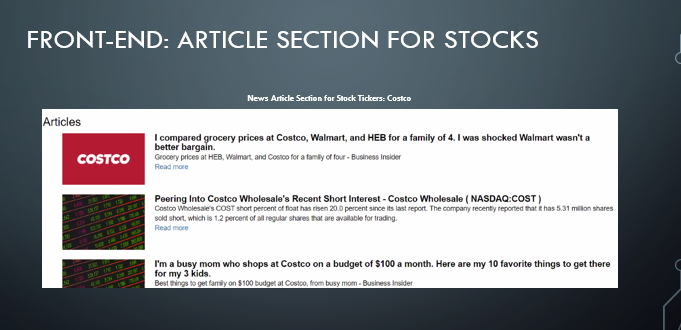 FRONT-END: ARTICLE SECTION FOR STOCKS
News Article Section for Stock Tickers: Costco
Articles
COSTCO
I compared grocery prices at Costco, Walmart, and HEB for a family of 4. I was shocked Walmart wasn't a
better bargain.
Grocery prices at HEB, Walmart, and Costco for a family of four - Business Insider
Read more
Peering Into Costco Wholesale's Recent Short Interest - Costco Wholesale ( NASDAQ:COST )
Costco Wholesale's COST short percent of float has risen 20.0 percent since its last report. The company recently reported that it has 5.31 million shares
sold short, which is 1.2 percent of all regular shares that are available for trading.
Read more
I'm a busy mom who shops at Costco on a budget of $100 a month. Here are my 10 favorite things to get there
for my 3 kids.
Best things to get family on $100 budget at Costco, from busy mom - Business Insider